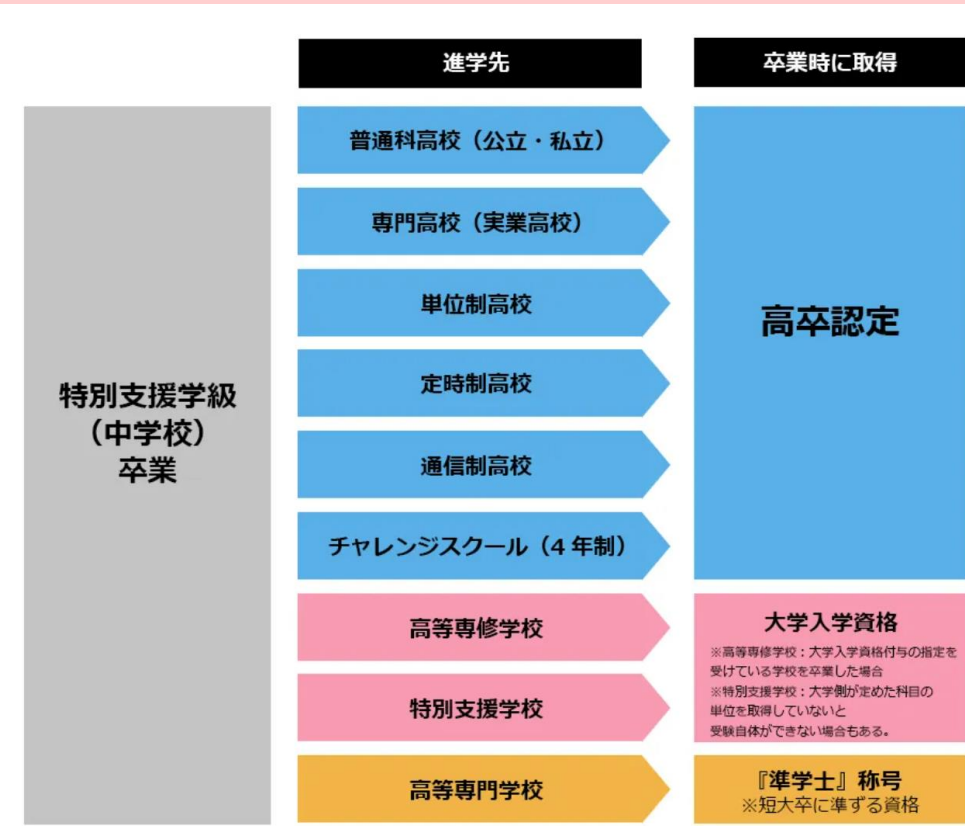 進学先
卒業時に取得
特別支援学級
（中学校）
卒業
普通科高校（公立・私立）
専門高校（実業高校）
単位制高校
定時制高校
通信制高校
チャレンジスクール（4 年制）
高等専修学校
特別支援学校
高等専門学校
高卒認定
大学入学資格
※高等専修学校：大学入学資格付与の指定を
受けている学校を卒業した場合
※特別支援学校：大学側が定めた科目の
単位を取得していないと
受験自体ができない場合もある。
『準学士』称号
※短大卒に準ずる資格